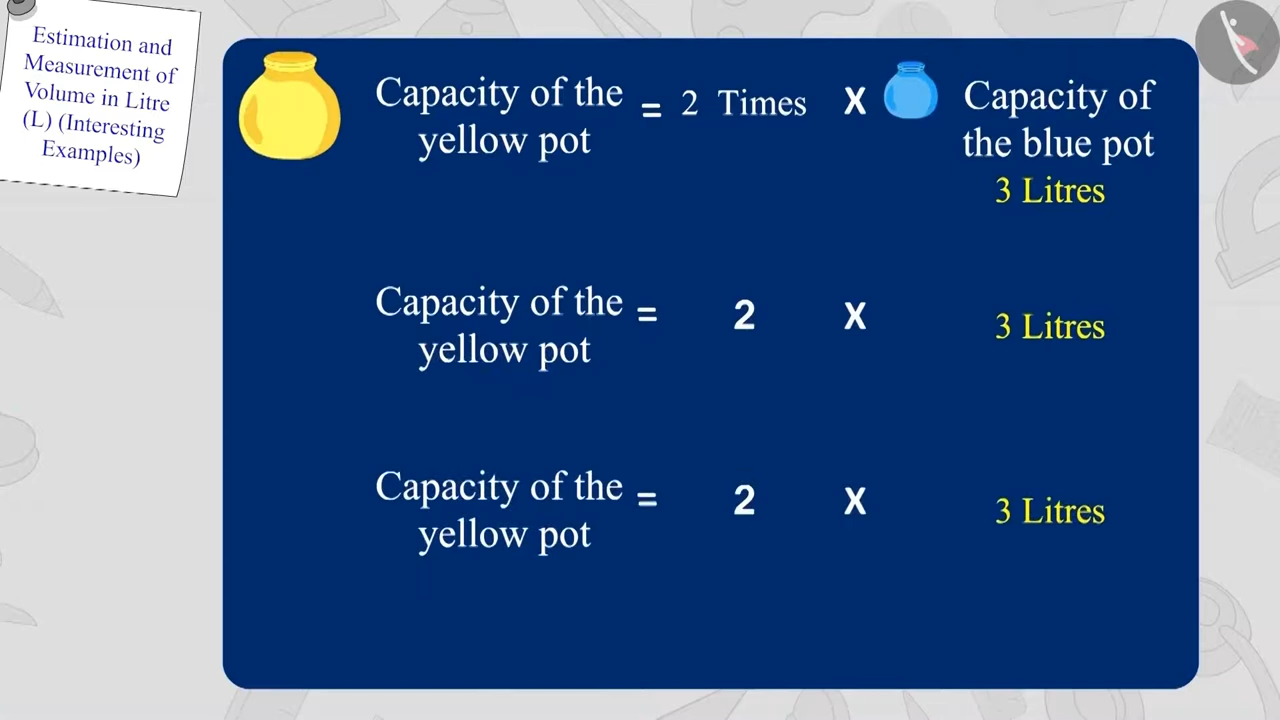 Estimation and
Measurement of
Volume in Litre
(L) (Interesting
Examples)
Capacity of the
yellow pot
= 2 Times X
Capacity of
the blue pot
3 Litres
Capacity of the
yellow pot
= 2 X 3 Litres
Capacity of the
yellow pot
= 2 X 3 Litres